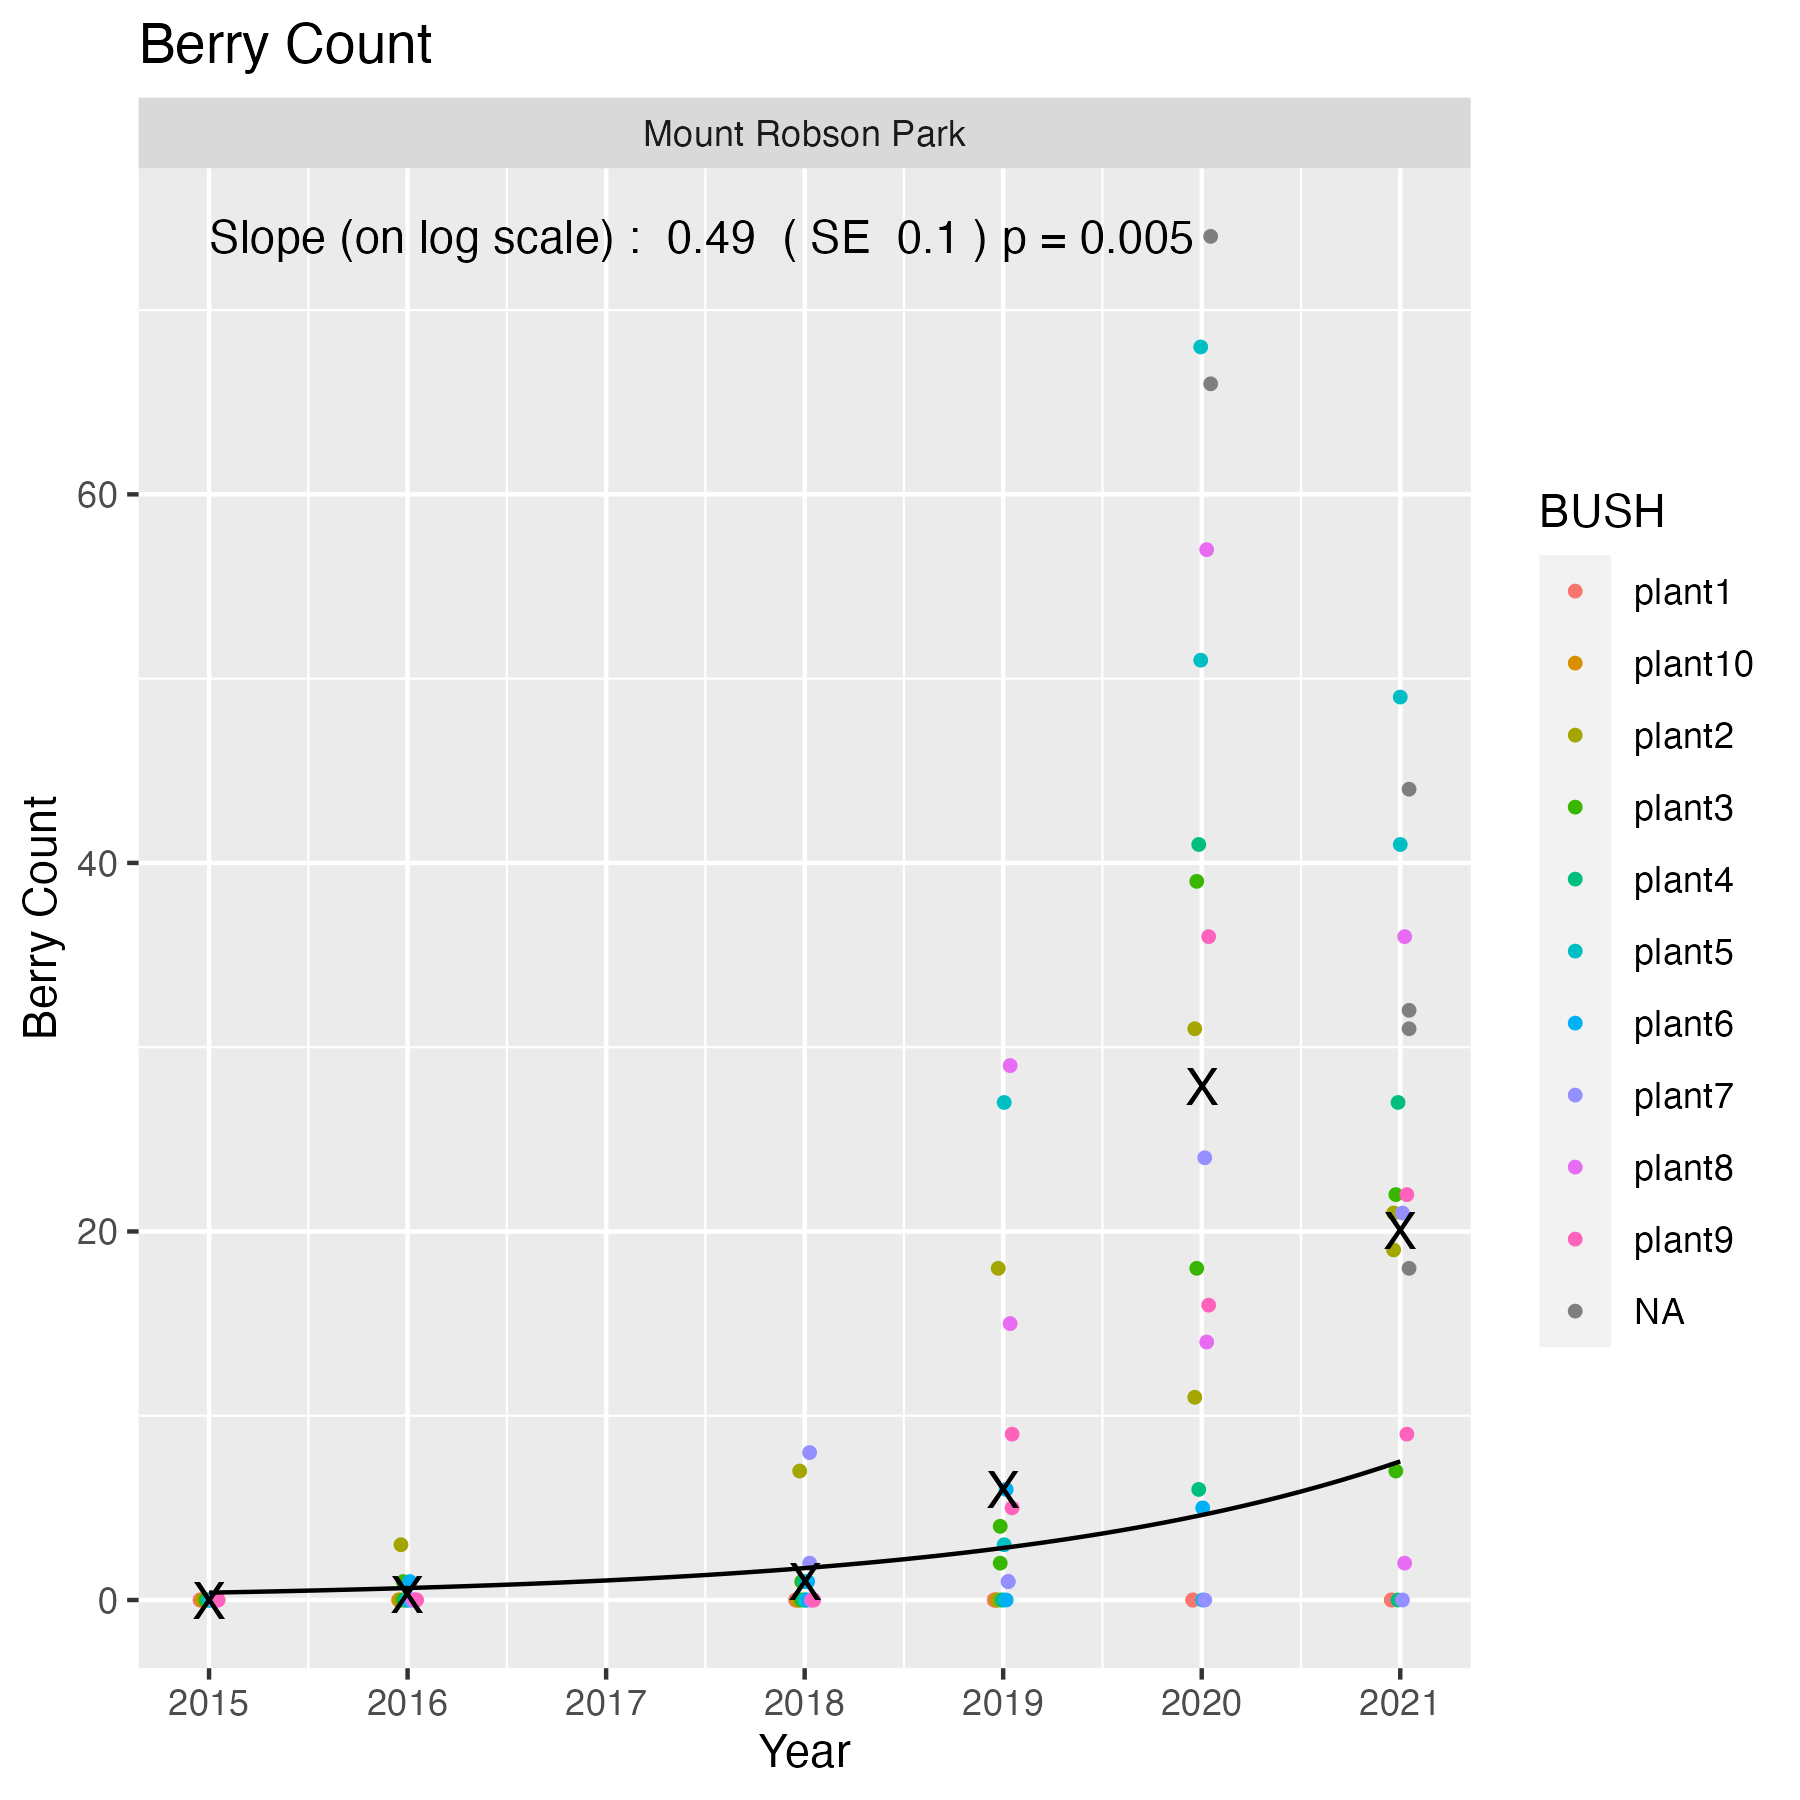 Berry Count
Mount Robson Park
Slope (on log scale) : 0.49 ( SE 0.1 ) p = 0.005
Berry Count
60
40
20
0
X X X X X X
2015 2016 2017 2018 2019 2020 2021
Year
BUSH
plant1
plant10
plant2
plant3
plant4
plant5
plant6
plant7
plant8
plant9
NA